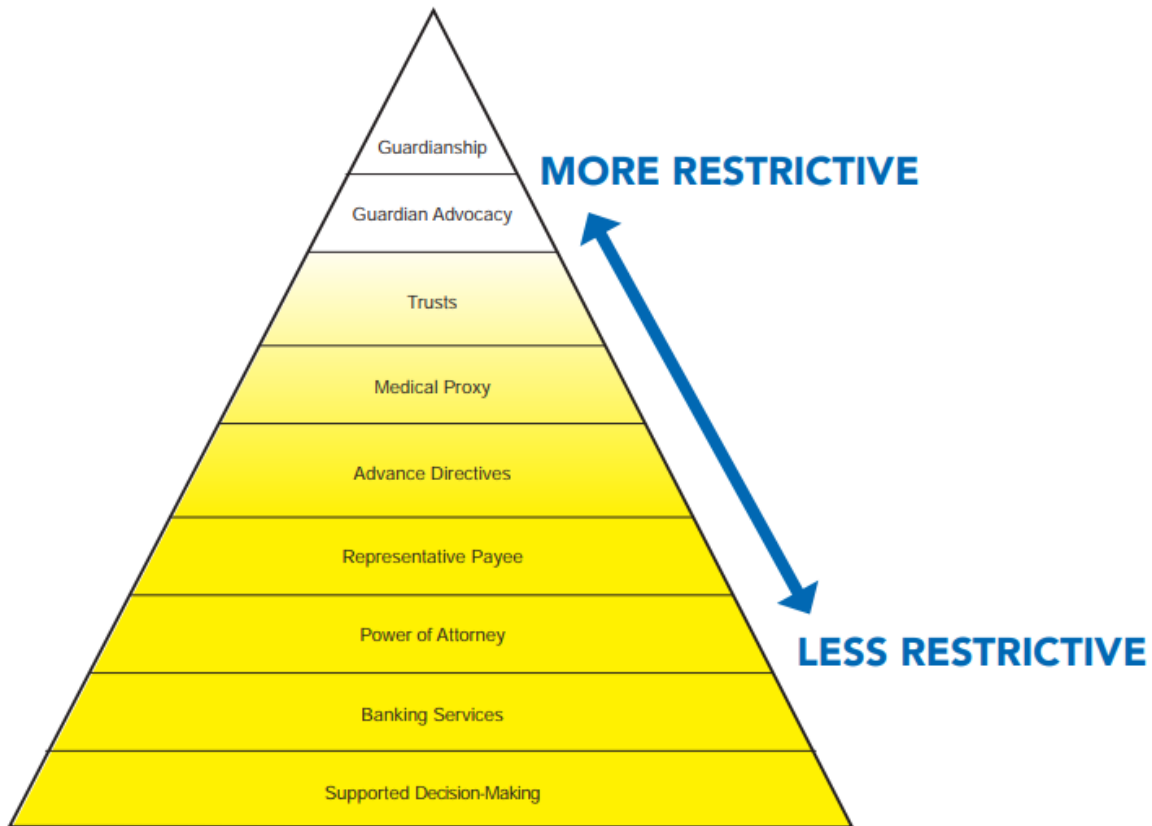 Guardianship
MORE RESTRICTIVE
Guardian Advocacy
Trusts
Medical Proxy
Advance Directives
Representative Payee
Power of Attorney
LESS RESTRICTIVE
Banking Services
Supported Decision-Making